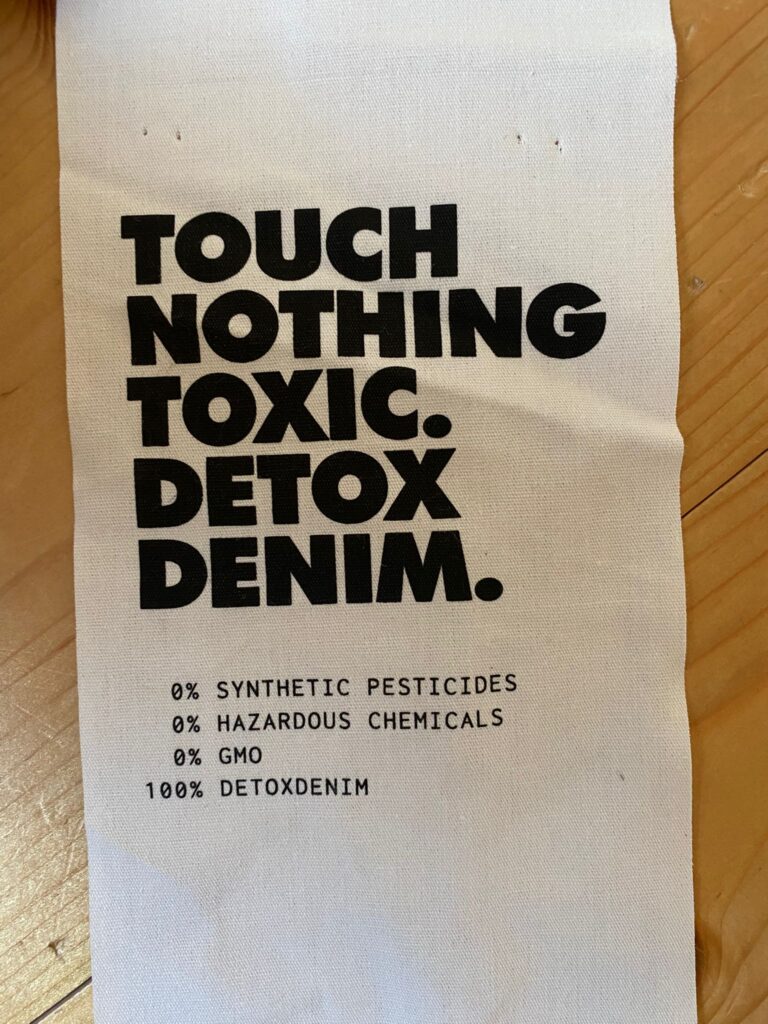 TOUCH
NOTHING
TOXIC.
DETOX
DENIM.
0% SYNTHETIC PESTICIDES
0% HAZARDOUS CHEMICALS
0% GMO
100% DETOXDENIM